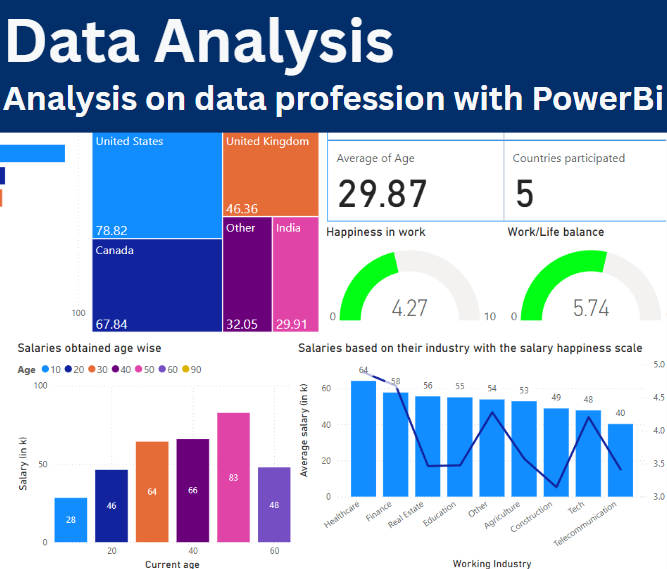 Data Analysis
Analysis on data profession with PowerBi
United States
78.82
United Kingdom
46.36
Canada
67.84
Other
32.05
India
29.91
100
Average of Age
29.87
Countries participated
5
Happiness in work
0
4.27
10
Work/Life balance
0
5.74
Salaries obtained age wise
Age 10 20 30 40 50 60 90
100
50
0
Salary (in k)
28
46
64
66
83
48
20 40 60
Current age
Salaries based on their industry with the salary happiness scale
Average salary (in k)
60
40
20
0
64
58
56
55
54
53
49
48
40
5.0
4.5
4.0
3.5
3.0
Healthcare
Finance
Real Estate
Education
Other
Agriculture
Construction
Tech
Telecommunication
Working Industry